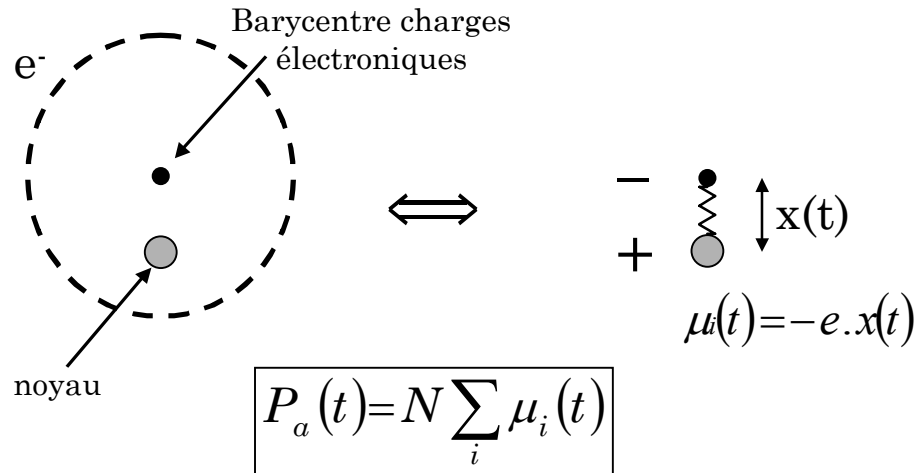 Barycentre charges
électroniques
e-
−
x(t)
+
μi(t)=−e.x(t)
noyau
Pa(t)=N∑i μi(t)